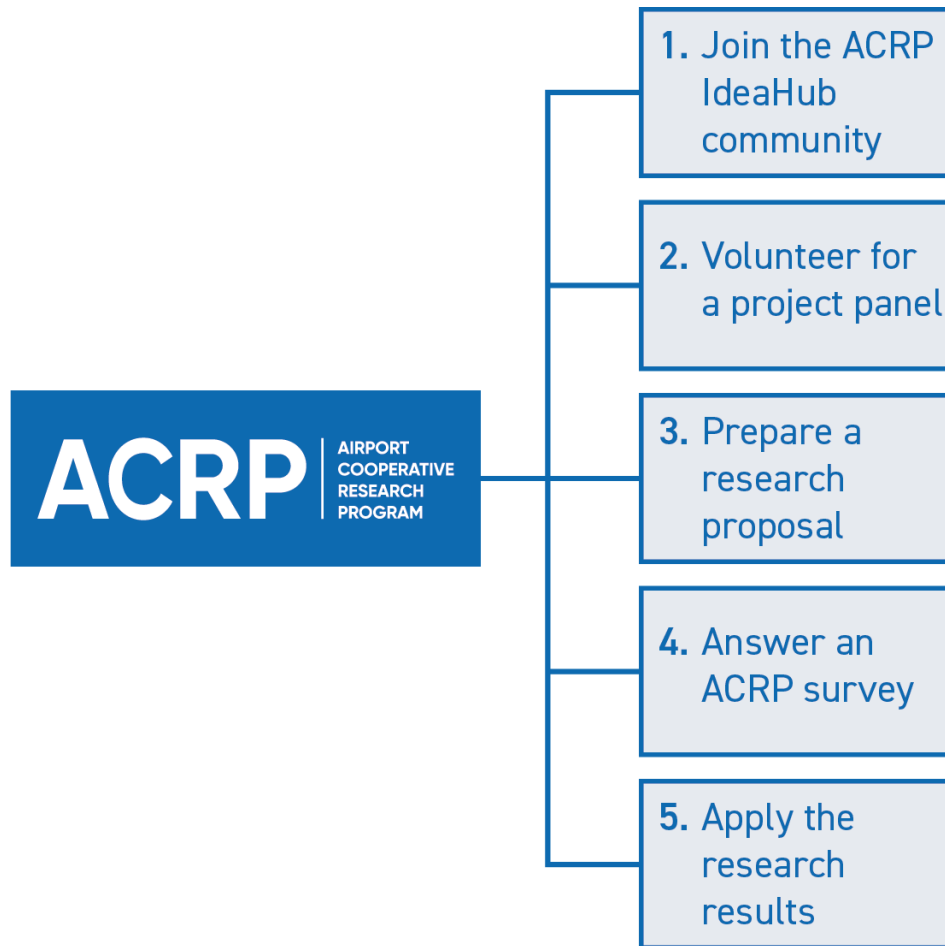 1. Join the ACRP
IdeaHub
community
2. Volunteer for
a project panel
ACRP
AIRPORT
COOPERATIVE
RESEARCH
PROGRAM
3. Prepare a
research
proposal
4. Answer an
ACRP survey
5. Apply the
research
results